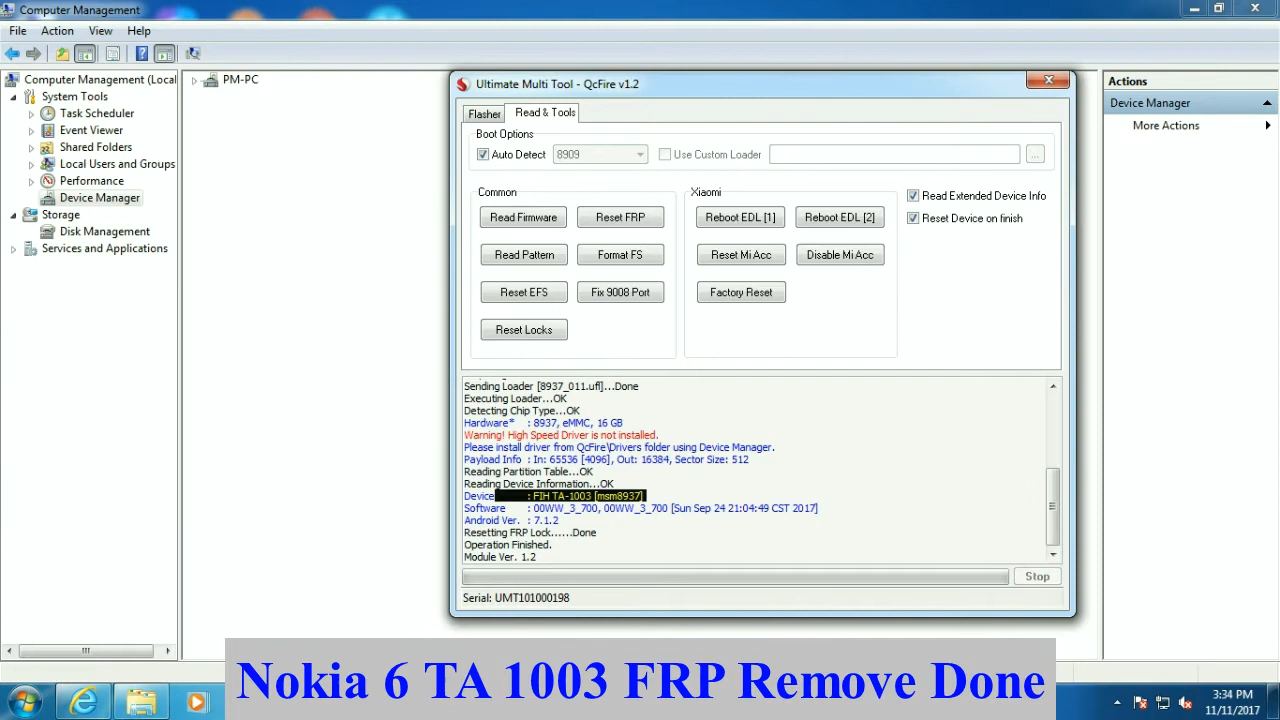 Computer Management
File Action View Help
Computer Management (Local
System Tools
Task Scheduler
Event Viewer
Shared Folders
Local Users and Groups
Performance
Device Manager
Storage
Disk Management
Services and Applications
PM-PC
Ultimate Multi Tool - QcFire v1.2
Flasher Read & Tools
Boot Options
Auto Detect 8909 Use Custom Loader ...
Common
Read Firmware Reset FRP
Read Pattern Format FS
Reset EFS Fix 9008 Port
Reset Locks
Xiaomi
Reboot EDL [1] Reboot EDL [2]
Reset Mi Acc Disable Mi Acc
Factory Reset
Read Extended Device Info
Reset Device on finish
Sending Loader [8937_011.ufl]...Done
Executing Loader...OK
Detecting Chip Type...OK
Hardware* : 8937, eMMC, 16 GB
Warning! High Speed Driver is not installed.
Please install driver from QcFire\Drivers folder using Device Manager.
Payload Info : In: 65536 [4096], Out: 16384, Sector Size: 512
Reading Partition Table...OK
Reading Device Information...OK
Device : FIH TA-1003 [msm8937]
Software : 00WW_3_700, 00WW_3_700 [Sun Sep 24 21:04:49 CST 2017]
Android Ver. : 7.1.2
Resetting FRP Lock......Done
Operation Finished.
Module Ver. 1.2
Stop
Serial: UMT101000198
Actions
Device Manager
More Actions
Nokia 6 TA 1003 FRP Remove Done
3:34 PM
11/11/2017